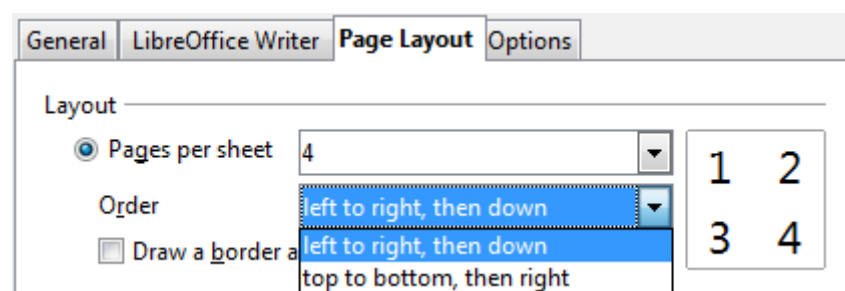 General LibreOffice Writer Page Layout Options
Layout
Pages per sheet 4
1 2
Order left to right, then down
Draw a border a left to right, then down
3 4
top to bottom, then right